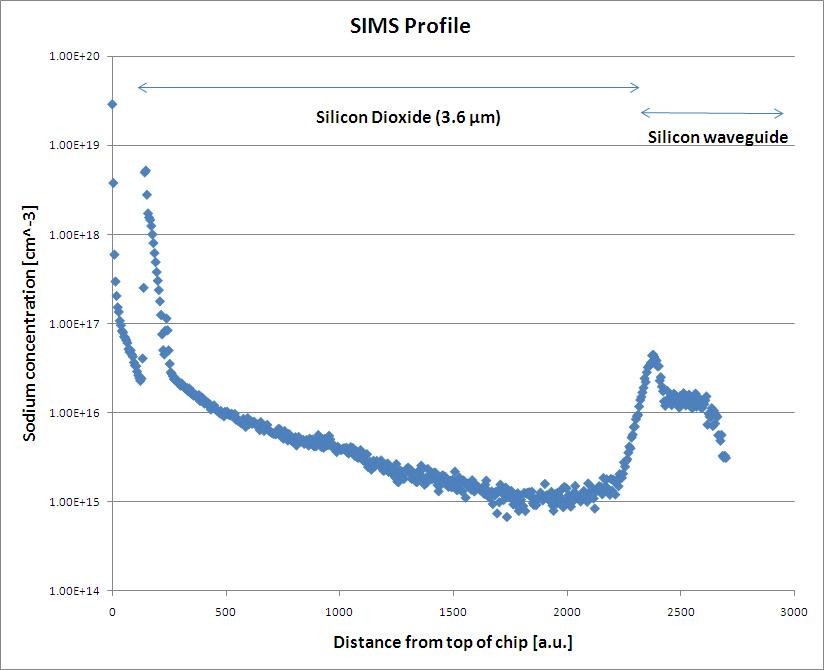 SIMS Profile
1.00E+20
1.00E+19
1.00E+18
1.00E+17
1.00E+16
1.00E+15
1.00E+14
Sodium concentration [cm^-3]
Silicon Dioxide (3.6 µm)
Silicon waveguide
0 500 1000 1500 2000 2500 3000
Distance from top of chip [a.u.]